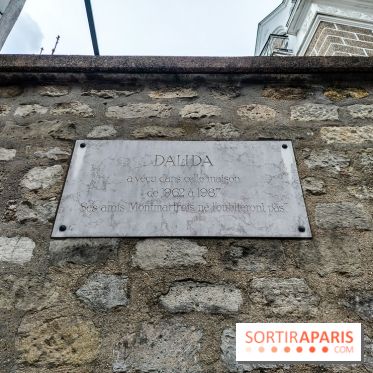 DALIDA
a vécu dans cette maison
de 1962 à 1987
Ses amis Montmartrois ne l'oublieront pas
SORTIRAPARIS
.COM